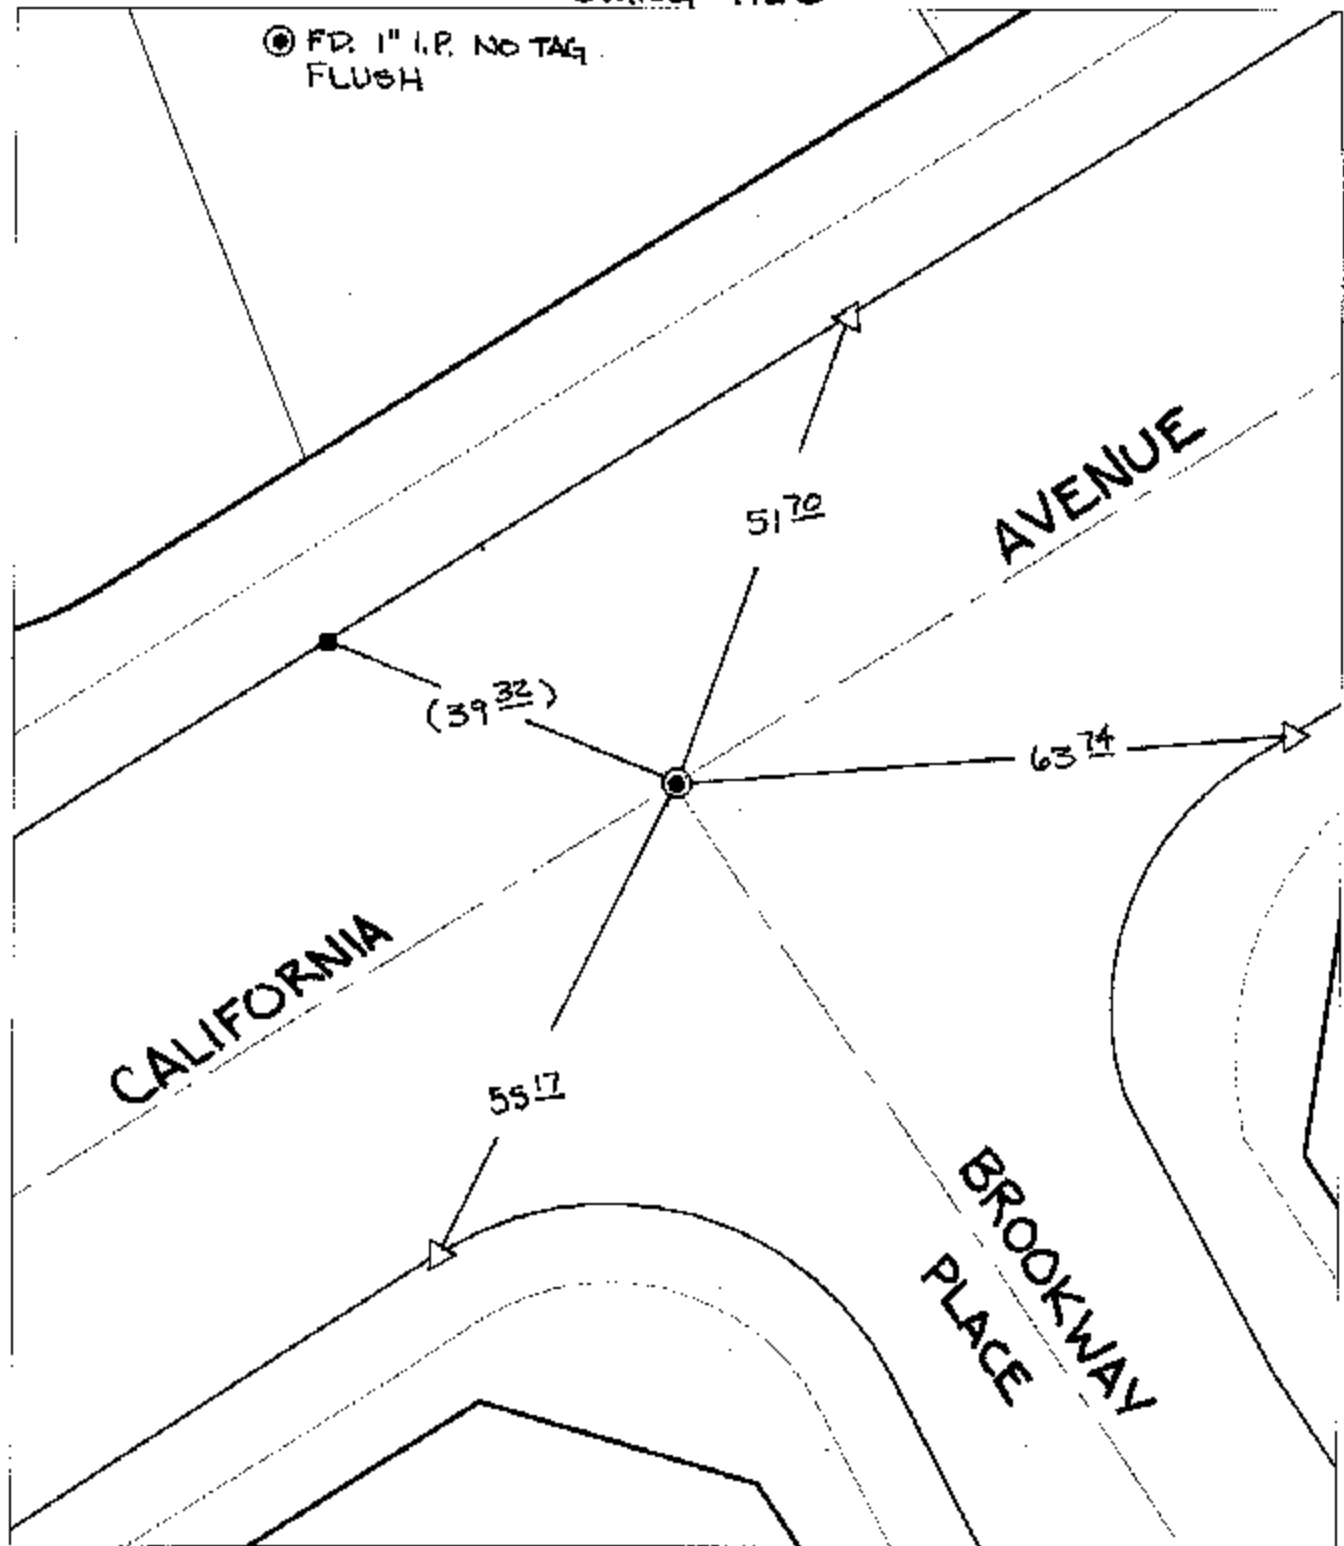 FD. 1" I.P. NO TAG.
FLUSH
AVENUE
51 70
(39 32)
63 74
CALIFORNIA
55 17
BROOKWAY
PLACE